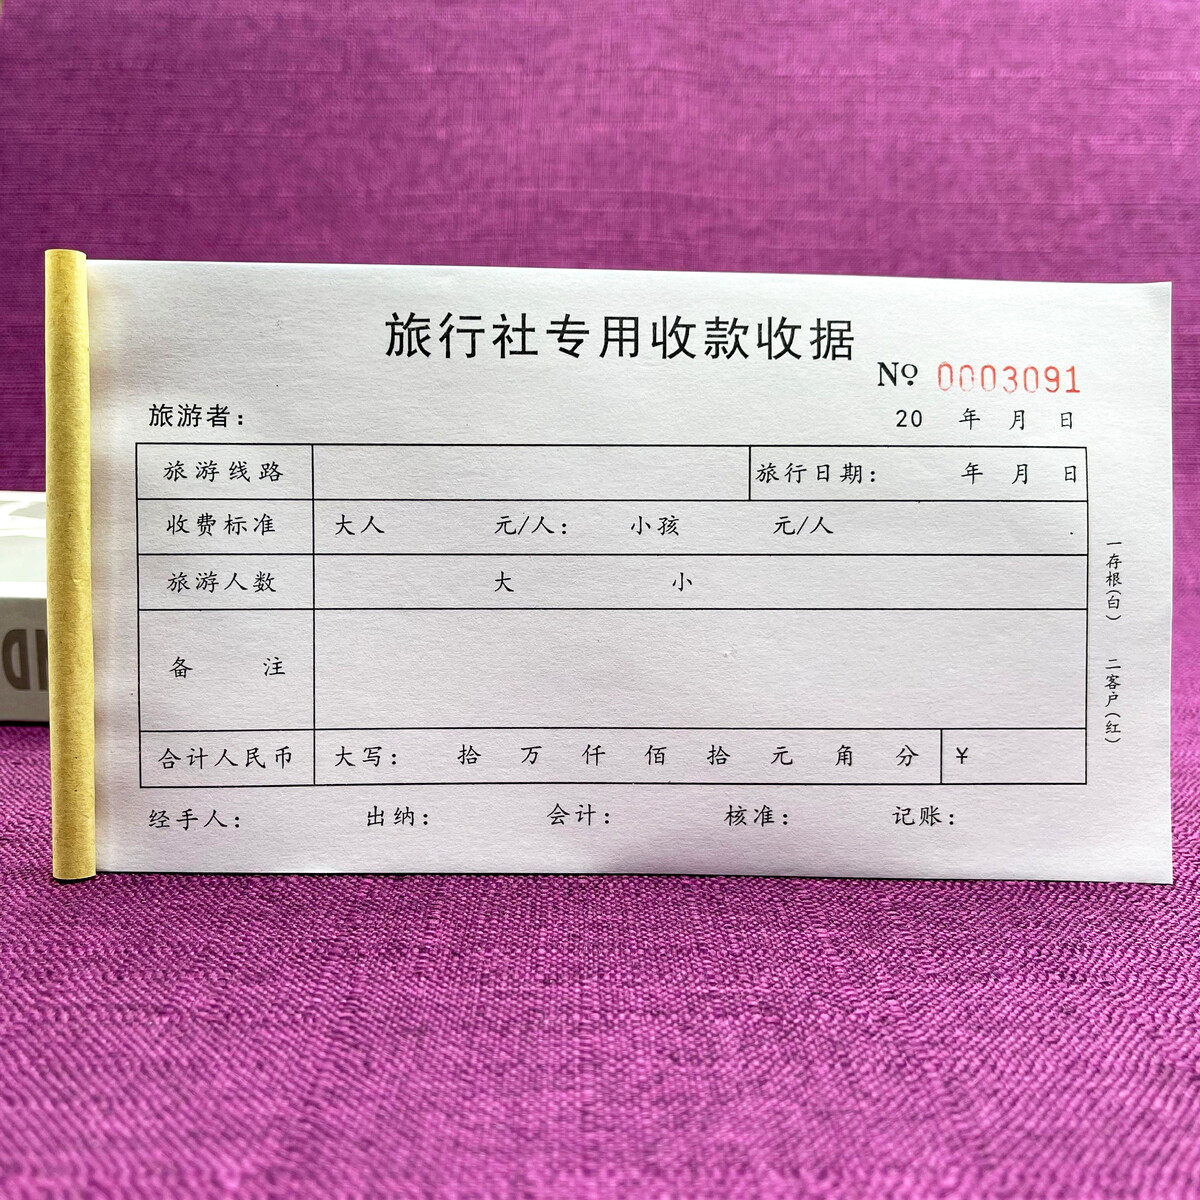 旅行社专用收款收据
№ 0003091
旅游者：
20 年 月 日
旅游线路 旅行日期： 年 月 日
收费标准 大人 元/人： 小孩 元/人
旅游人数 大 小
备 注
合计人民币 大写： 拾 万 仟 佰 拾 元 角 分 ¥
经手人： 出纳： 会计： 核准： 记账：
一存根(白) 二客户(红)